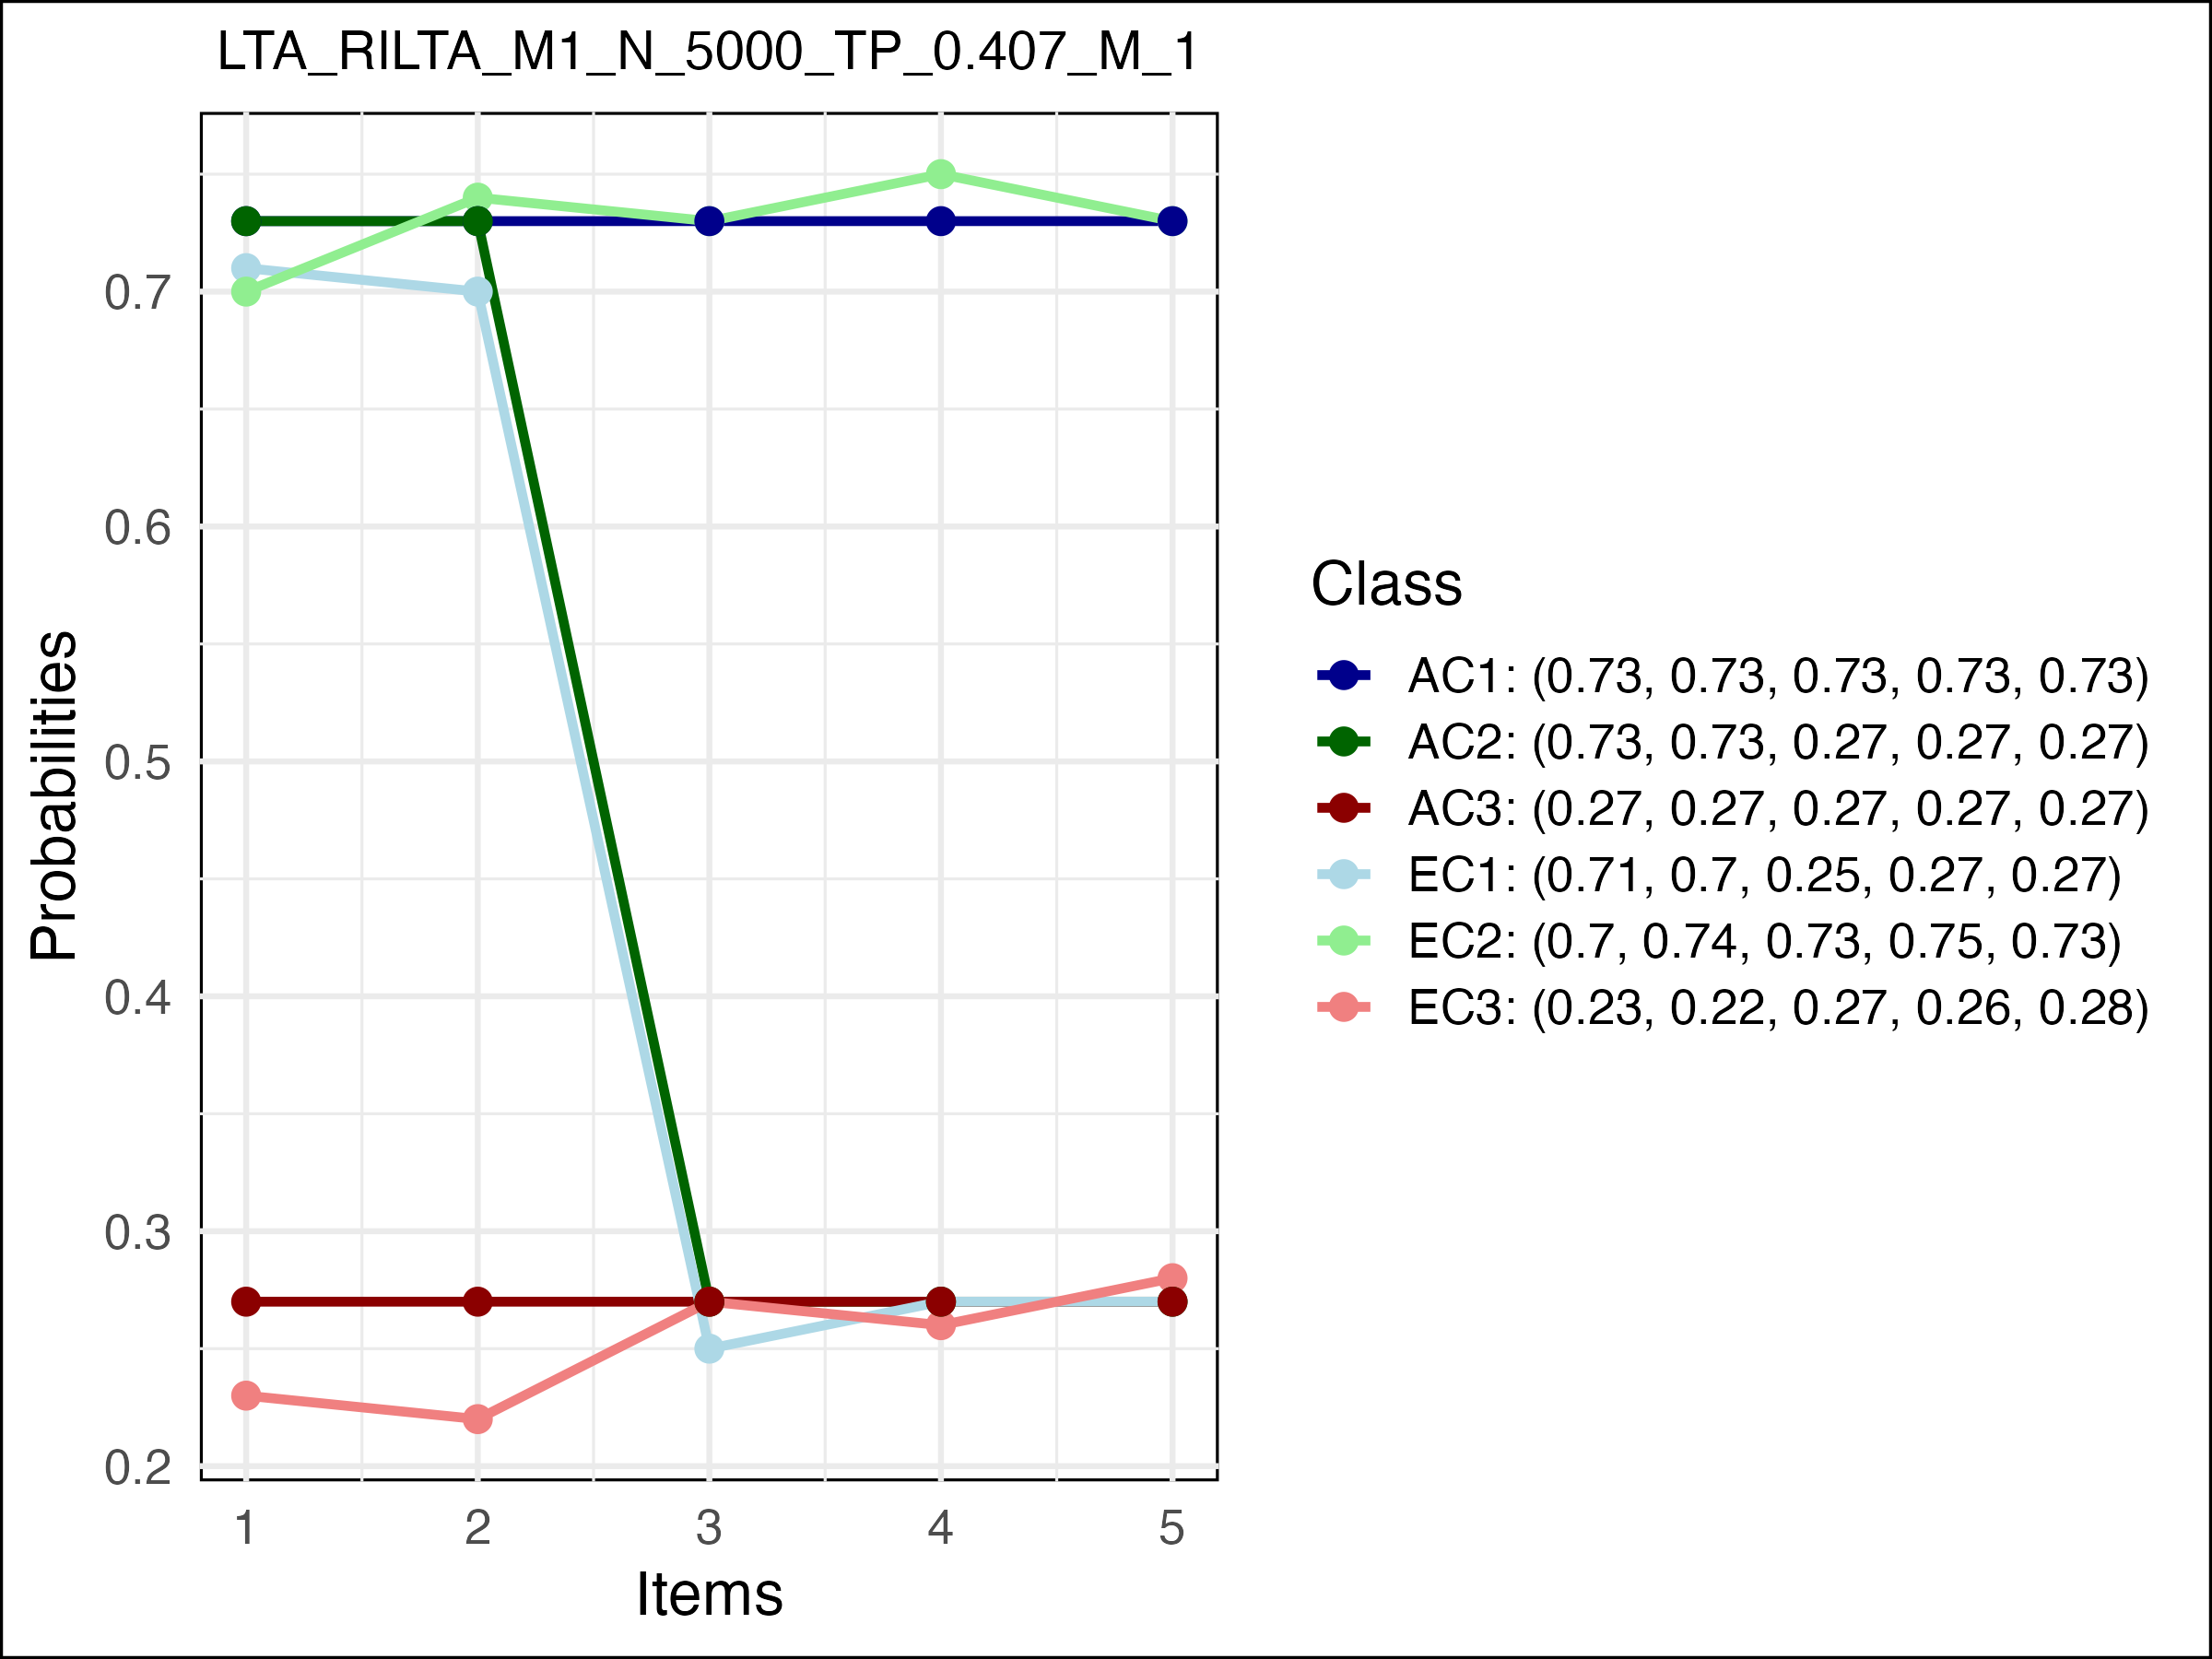 LTA_RILTA_M1_N_5000_TP_0.407_M_1
Probabilities
0.7
0.6
0.5
0.4
0.3
0.2
1 2 3 4 5
Items
Class
AC1: (0.73, 0.73, 0.73, 0.73, 0.73)
AC2: (0.73, 0.73, 0.27, 0.27, 0.27)
AC3: (0.27, 0.27, 0.27, 0.27, 0.27)
EC1: (0.71, 0.7, 0.25, 0.27, 0.27)
EC2: (0.7, 0.74, 0.73, 0.75, 0.73)
EC3: (0.23, 0.22, 0.27, 0.26, 0.28)